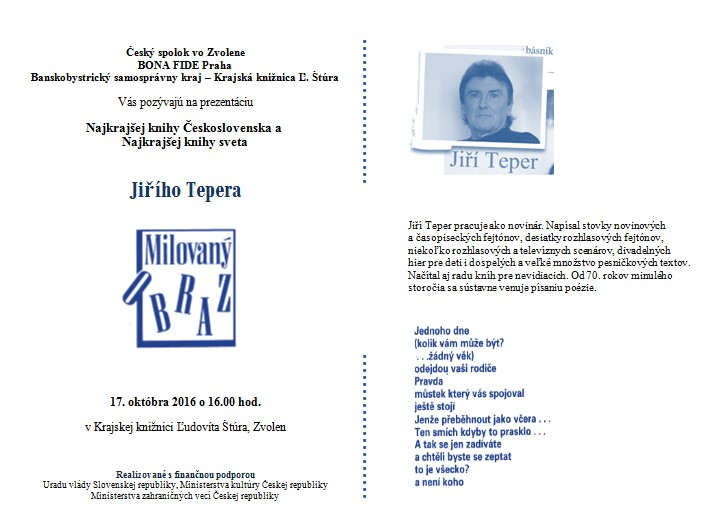 Český spolok vo Zvolene
BONA FIDE Praha
Banskobystrický samosprávny kraj – Krajská knižnica Ľ. Štúra
Vás pozývajú na prezentáciu
Najkrajšej knihy Československa a
Najkrajšej knihy sveta
Jiřího Tepera
Milovaný
OBRAZ
17. októbra 2016 o 16.00 hod.
v Krajskej knižnici Ľudovíta Štúra, Zvolen
Realizované s finančnou podporou
Uradu vlády Slovenskej republiky, Ministerstva kultúry Českej republiky
Ministerstva zahraničných vecí Českej republiky
básník
Jiří Teper
Jiří Teper pracuje ako novinár. Napísal stovky novinových
a časopiseckých fejtónov, desiatky rozhlasových fejtónov,
niekoľko rozhlasových a televíznych scenárov, divadelných
hier pre deti i dospelých a veľké množstvo pesničkových textov.
Načítal aj radu kníh pre nevidiacich. Od 70. rokov minulého
storočia sa sústavne venuje písaniu poézie.
Jednoho dne
(kolik vám může být?
. . .žádný věk)
odejdou vaši rodiče
Pravda
můstek který vás spojoval
ještě stojí
Jenže přeběhnout jako včera . . .
Ten smích kdyby to prasklo . . .
A tak se jen zadíváte
a chtěli byste se zeptat
to je všecko?
a není koho